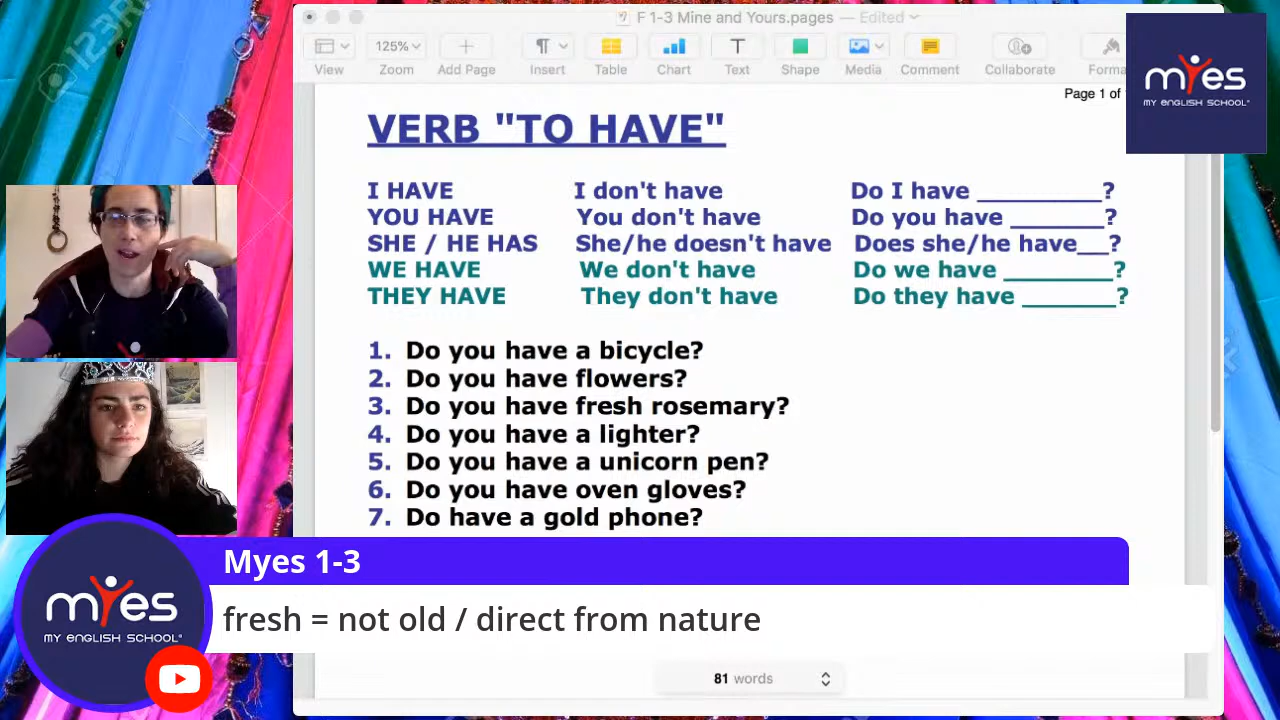 F 1-3 Mine and Yours.pages — Edited
125%
View Zoom Add Page Insert Table Chart Text Shape Media Comment Collaborate Forma
Page 1 of
myes
MY ENGLISH SCHOOL
VERB "TO HAVE"
I HAVE I don't have Do I have _________?
YOU HAVE You don't have Do you have _______?
SHE / HE HAS She/he doesn't have Does she/he have__?
WE HAVE We don't have Do we have ________?
THEY HAVE They don't have Do they have _______?
1. Do you have a bicycle?
2. Do you have flowers?
3. Do you have fresh rosemary?
4. Do you have a lighter?
5. Do you have a unicorn pen?
6. Do you have oven gloves?
7. Do have a gold phone?
Myes 1-3
fresh = not old / direct from nature
myes
MY ENGLISH SCHOOL
81 words